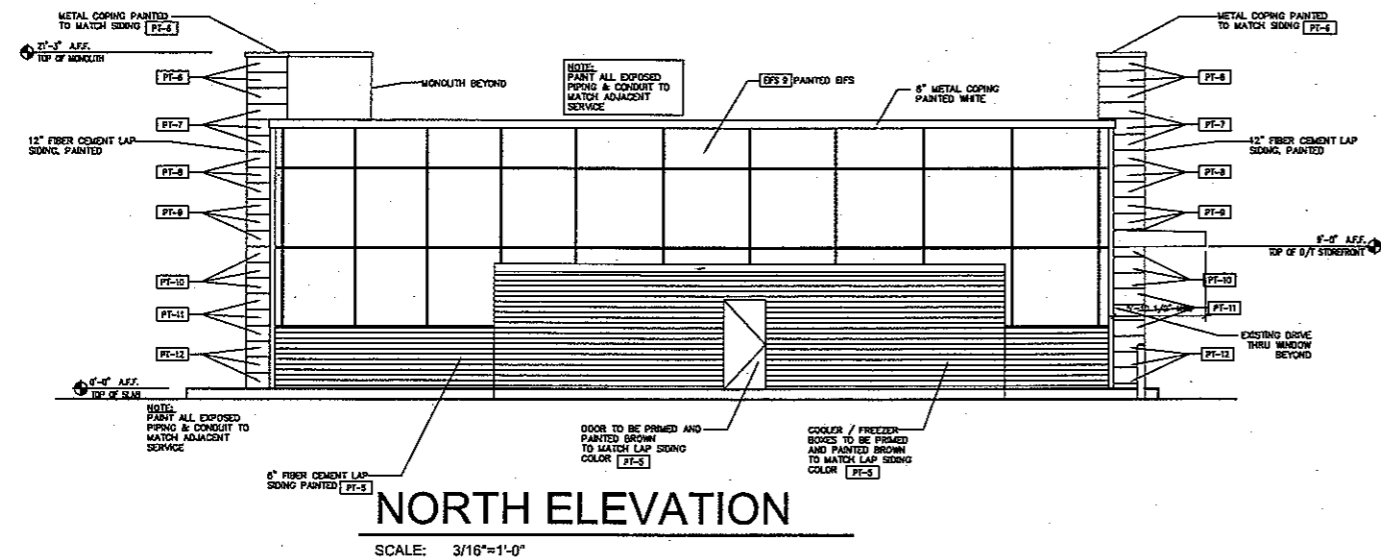 METAL COPING PAINTED
TO MATCH SIDING PT-6
21'-3" A.F.F.
TOP OF MONOLITH
PT-6
MONOLITH BEYOND
NOTE:
PAINT ALL EXPOSED
PIPING & CONDUIT TO
MATCH ADJACENT
SERVICE
EIFS 9 PAINTED EIFS
6" METAL COPING
PAINTED WHITE
METAL COPING PAINTED
TO MATCH SIDING PT-6
PT-6
PT-7
12" FIBER CEMENT LAP
SIDING, PAINTED
PT-8
PT-9
PT-10
PT-11
PT-12
0'-0" A.F.F.
TOP OF SLAB
NOTE:
PAINT ALL EXPOSED
PIPING & CONDUIT TO
MATCH ADJACENT
SERVICE
PT-7
12" FIBER CEMENT LAP
SIDING, PAINTED
PT-8
PT-9
9'-0" A.F.F.
TOP OF D/T STOREFRONT
PT-10
PT-11
EXISTING DRIVE
THRU WINDOW
BEYOND
PT-12
6" FIBER CEMENT LAP
SIDING PAINTED PT-5
DOOR TO BE PRIMED AND
PAINTED BROWN
TO MATCH LAP SIDING
COLOR PT-5
COOLER / FREEZER
BOXES TO BE PRIMED
AND PAINTED BROWN
TO MATCH LAP SIDING
COLOR PT-5
NORTH ELEVATION
SCALE: 3/16"=1'-0"